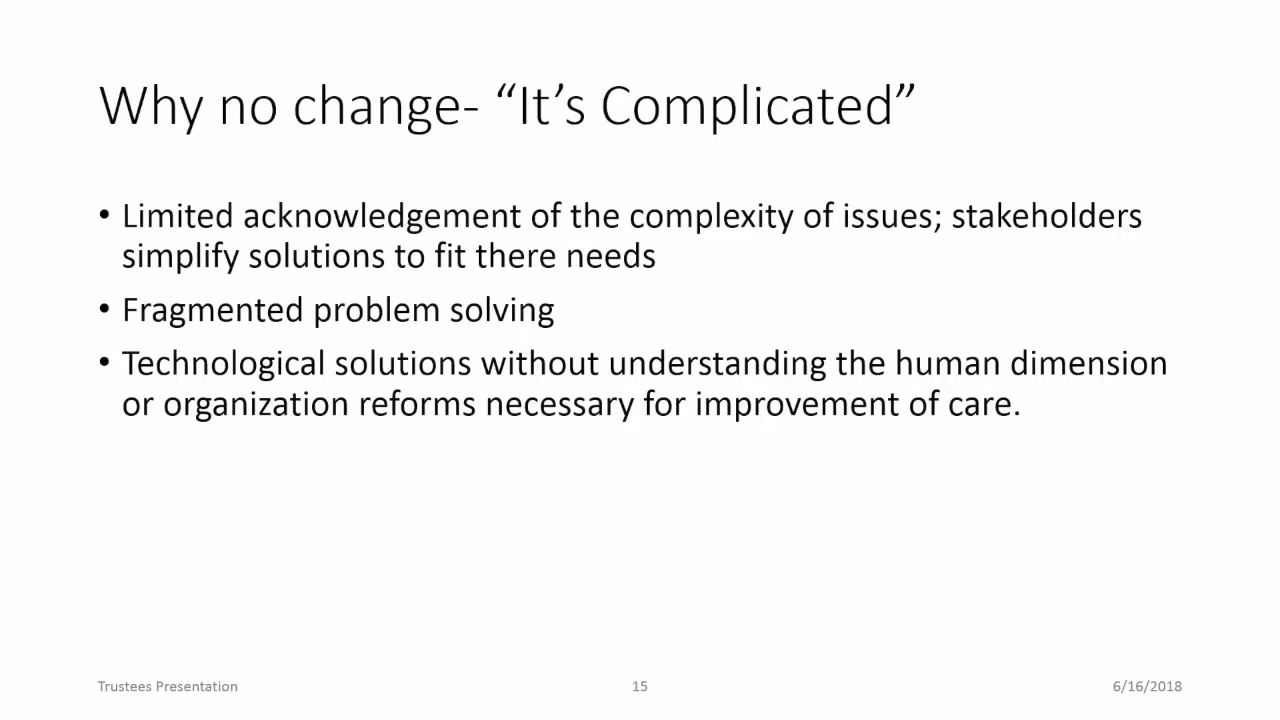 Why no change- “It’s Complicated”
• Limited acknowledgement of the complexity of issues; stakeholders
simplify solutions to fit there needs
• Fragmented problem solving
• Technological solutions without understanding the human dimension
or organization reforms necessary for improvement of care.
Trustees Presentation
15
6/16/2018